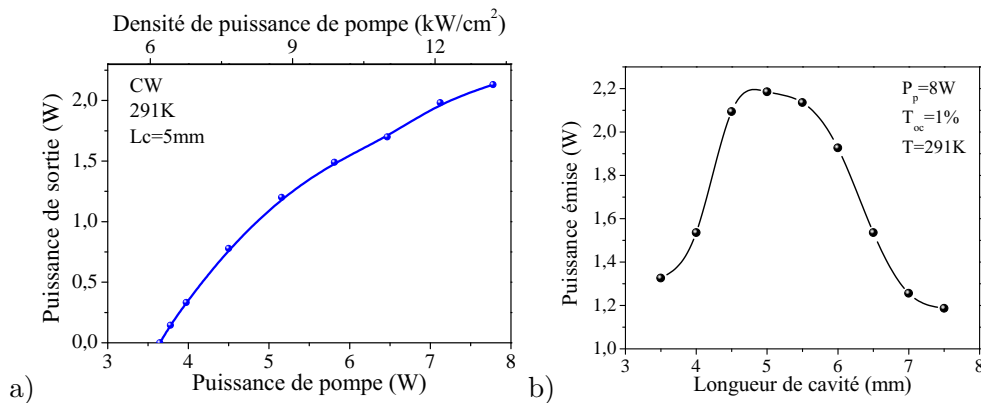 Densité de puissance de pompe (kW/cm²)
6 9 12
CW
291K
Lc=5mm
Puissance de sortie (W)
2,0
1,5
1,0
0,5
0,0
3 4 5 6 7 8
Puissance de pompe (W)
a)
P_p=8W
T_oc=1%
T=291K
Puissance émise (W)
2,2
2,0
1,8
1,6
1,4
1,2
1,0
3 4 5 6 7 8
Longueur de cavité (mm)
b)